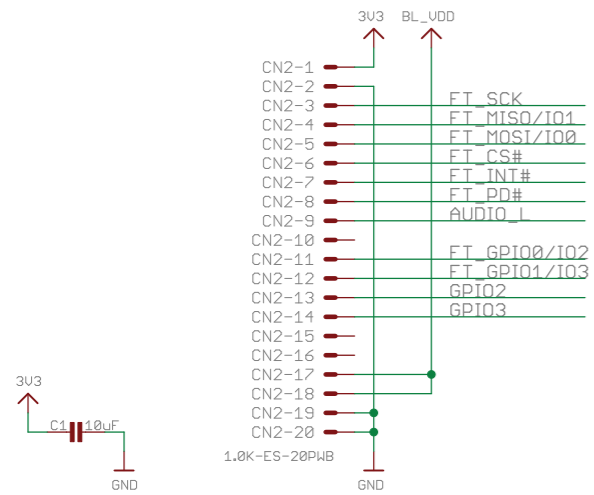 3V3 BL_VDD
CN2-1
CN2-2
CN2-3 FT_SCK
CN2-4 FT_MISO/IO1
CN2-5 FT_MOSI/IO0
CN2-6 FT_CS#
CN2-7 FT_INT#
CN2-8 FT_PD#
CN2-9 AUDIO_L
CN2-10
CN2-11 FT_GPIO0/IO2
CN2-12 FT_GPIO1/IO3
CN2-13 GPIO2
CN2-14 GPIO3
CN2-15
CN2-16
CN2-17
3V3
CN2-18
CN2-19
C1 10uF
CN2-20
1.0K-ES-20PWB
GND GND